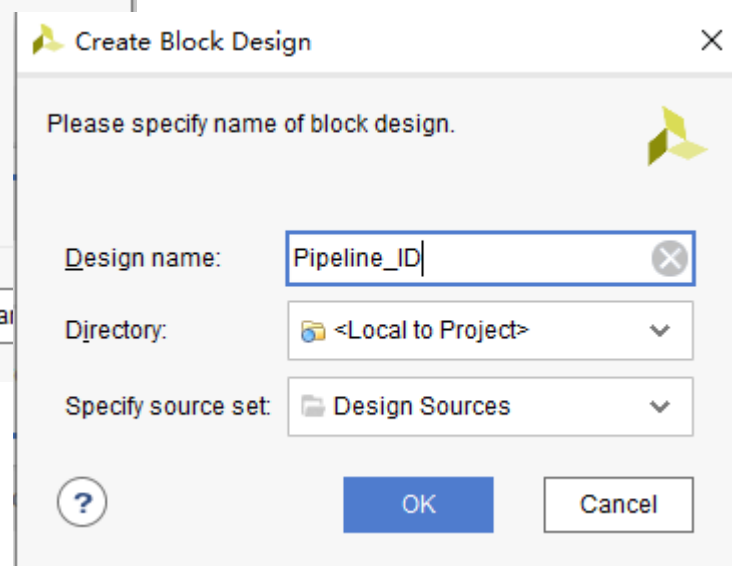 Create Block Design
Please specify name of block design.
Design name: Pipeline_ID
Directory: <Local to Project>
Specify source set: Design Sources
? OK Cancel